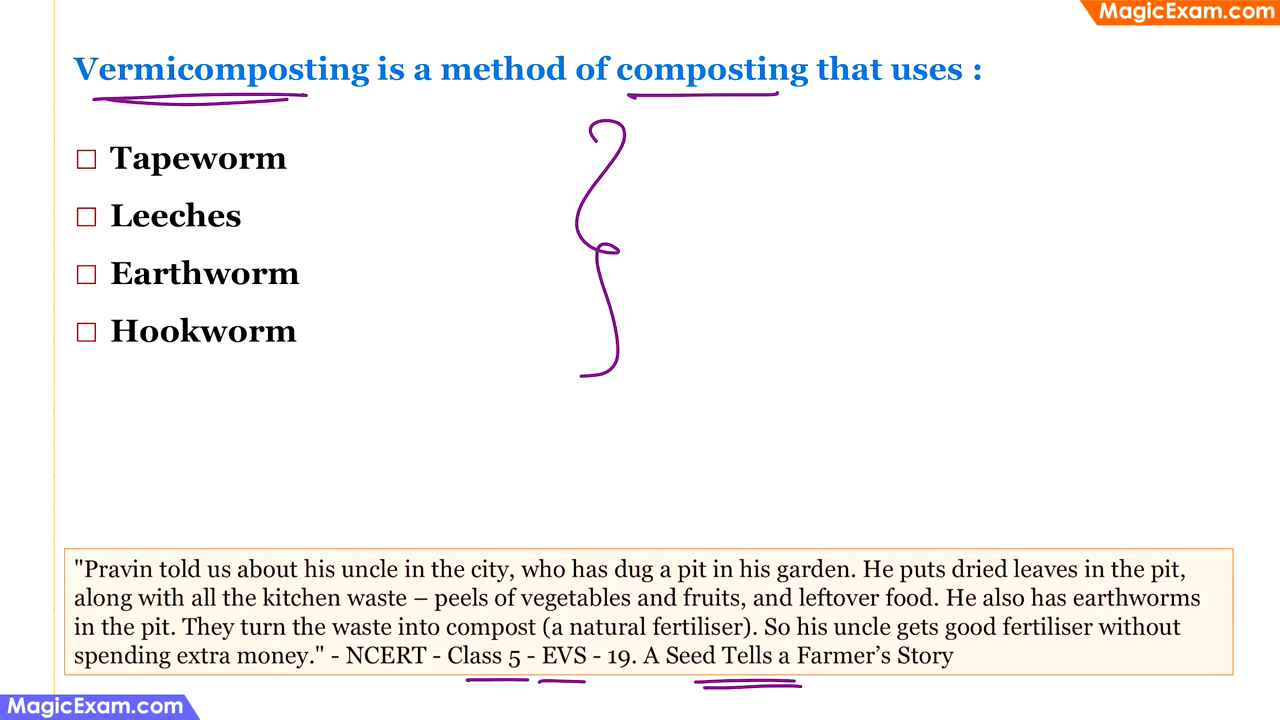 MagicExam.com
Vermicomposting is a method of composting that uses :
Tapeworm
Leeches
Earthworm
Hookworm
"Pravin told us about his uncle in the city, who has dug a pit in his garden. He puts dried leaves in the pit,
along with all the kitchen waste – peels of vegetables and fruits, and leftover food. He also has earthworms
in the pit. They turn the waste into compost (a natural fertiliser). So his uncle gets good fertiliser without
spending extra money." - NCERT - Class 5 - EVS - 19. A Seed Tells a Farmer’s Story
MagicExam.com